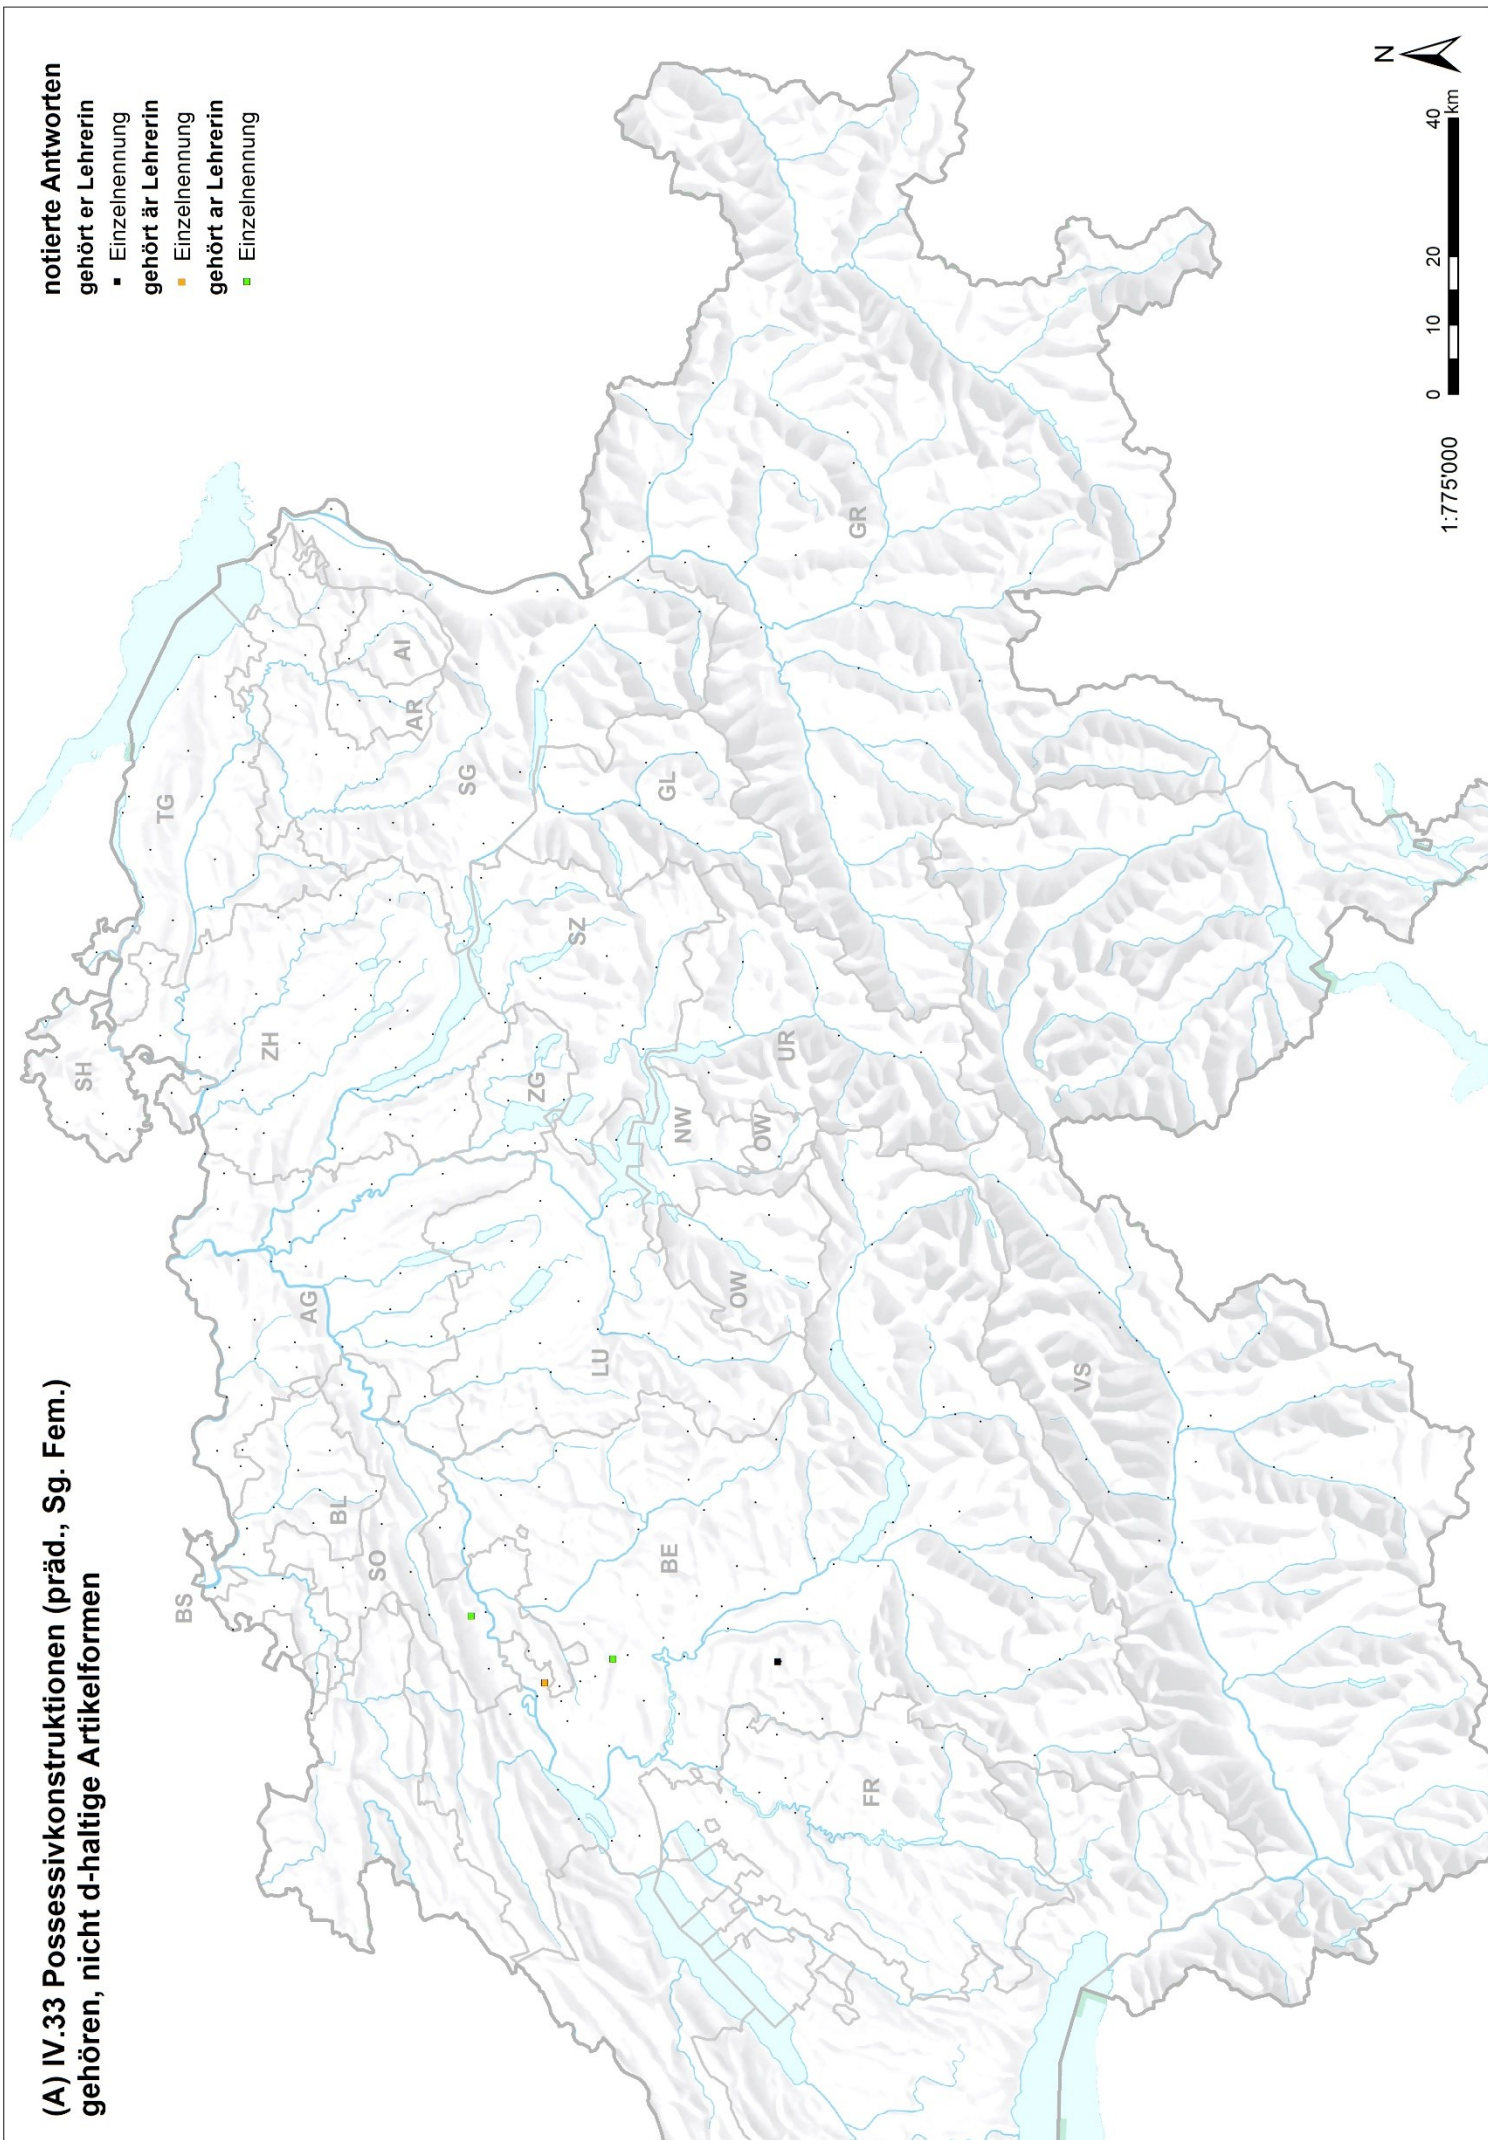 (A) IV.33 Possessivkonstruktionen (präd., Sg. Fem.)
gehören, nicht d-haltige Artikelformen
notierte Antworten
gehört er Lehrerin
Einzelnennung
gehört är Lehrerin
Einzelnennung
gehört ar Lehrerin
Einzelnennung
SH
BS
TG
ZH
AG
BL
SO
AI
AR
SG
ZG
SZ
GL
LU
NW
OW
OW
UR
BE
GR
FR
VS
N
1:775'000
0 10 20 40
km